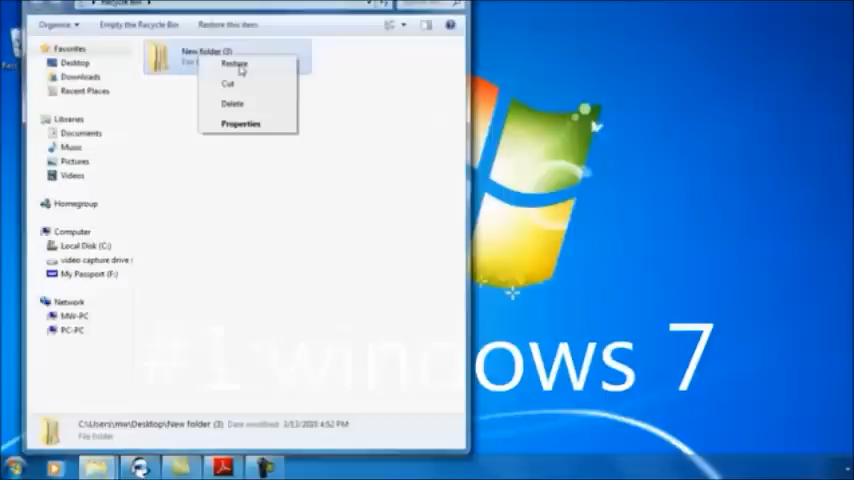 Recycle Bin
Organize
Empty the Recycle Bin
Restore this item
Favorites
Desktop
Downloads
Recent Places
Libraries
Documents
Music
Pictures
Videos
Homegroup
Computer
Local Disk (C:)
video capture drive
My Passport (F:)
Network
MW-PC
PC-PC
New folder (3)
Restore
Cut
Delete
Properties
#1 windows 7
C:\Users\mw\Desktop\New folder (3)
Date modified: 3/13/2010 4:52 PM
File folder